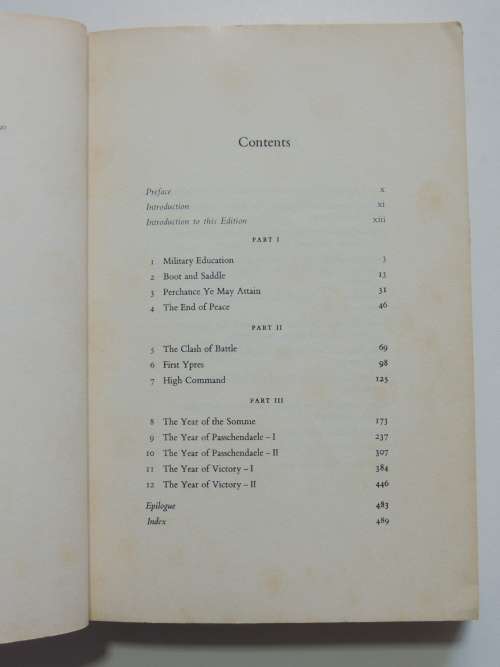 Contents
Preface x
Introduction xi
Introduction to this Edition xiii
PART I
1 Military Education 3
2 Boot and Saddle 13
3 Perchance Ye May Attain 31
4 The End of Peace 46
PART II
5 The Clash of Battle 69
6 First Ypres 98
7 High Command 125
PART III
8 The Year of the Somme 173
9 The Year of Passchendaele – I 237
10 The Year of Passchendaele – II 307
11 The Year of Victory – I 384
12 The Year of Victory – II 446
Epilogue 483
Index 489